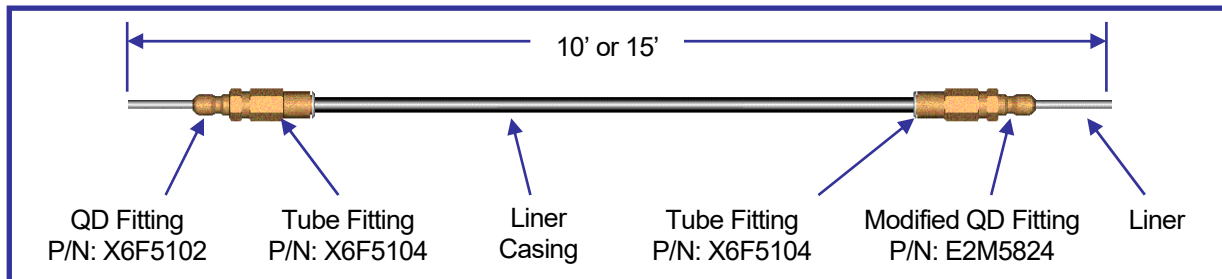 10’ or 15’
QD Fitting
P/N: X6F5102
Tube Fitting
P/N: X6F5104
Liner
Casing
Tube Fitting
P/N: X6F5104
Modified QD Fitting
P/N: E2M5824
Liner